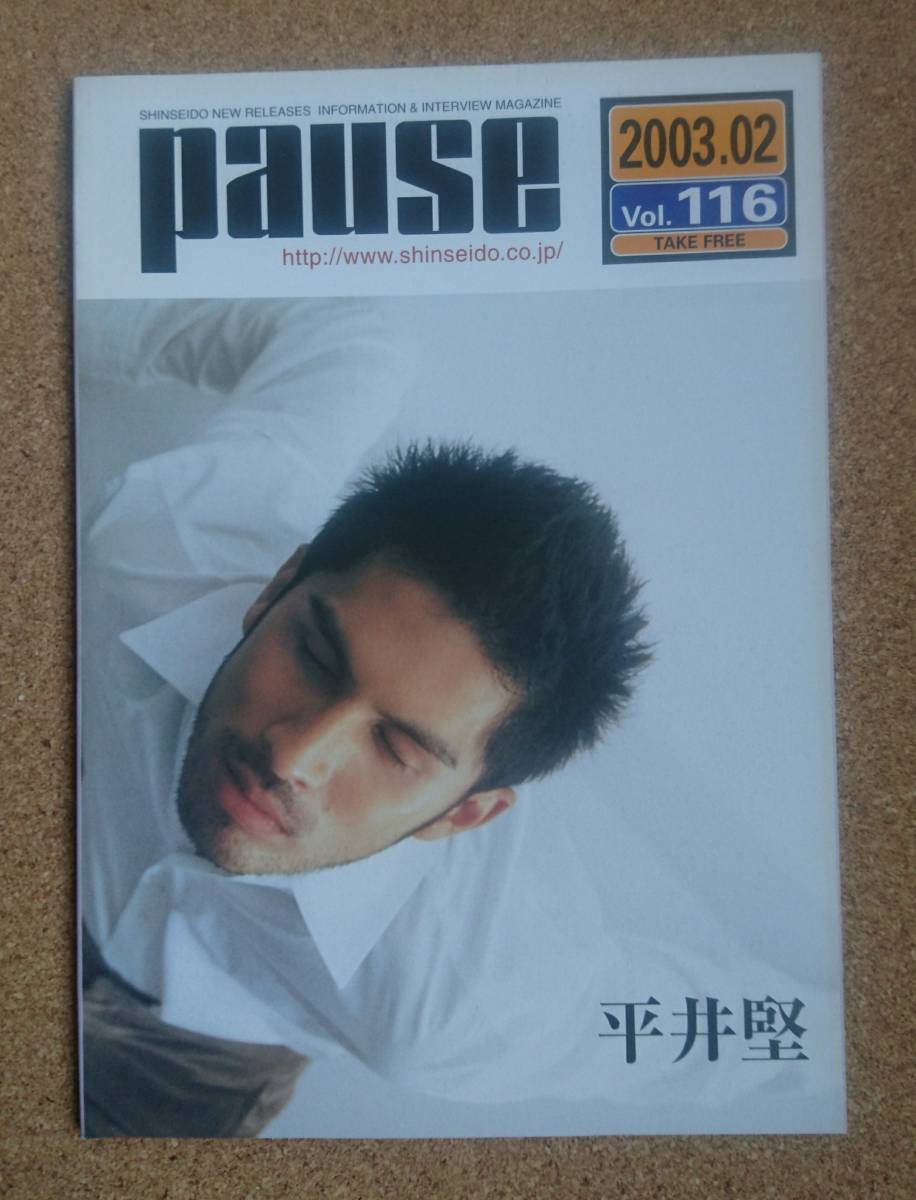 SHINSEIDO NEW RELEASES INFORMATION & INTERVIEW MAGAZINE
pause
http://www.shinseido.co.jp/
2003.02
Vol. 116
TAKE FREE
平井堅